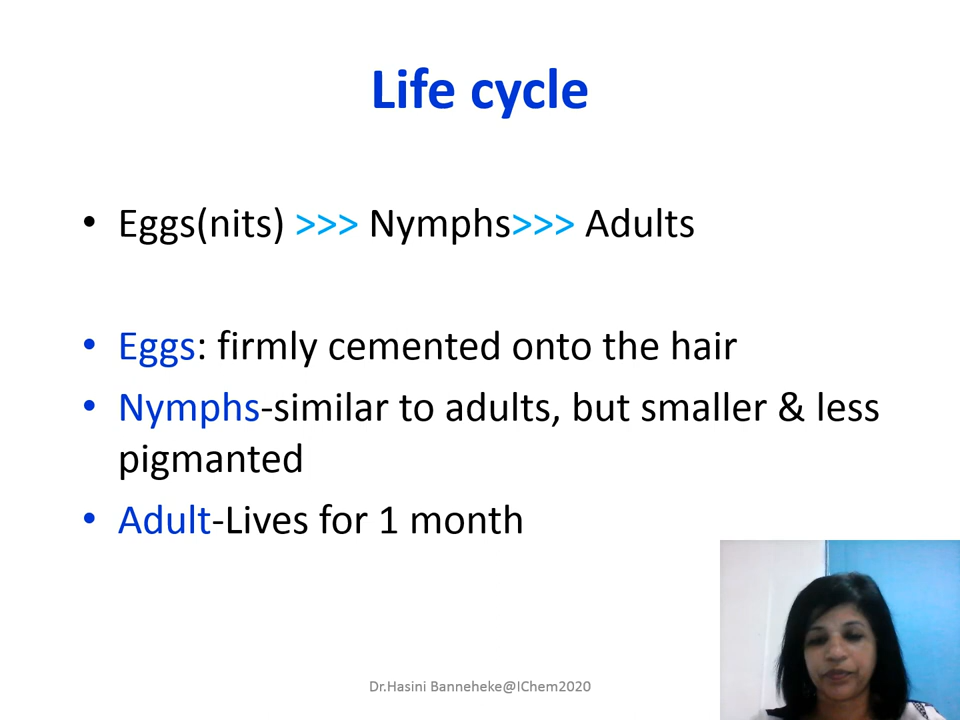 Life cycle
• Eggs(nits) >>> Nymphs>>> Adults
• Eggs: firmly cemented onto the hair
• Nymphs-similar to adults, but smaller & less
pigmanted
• Adult-Lives for 1 month
Dr.Hasini Banneheke@IChem2020